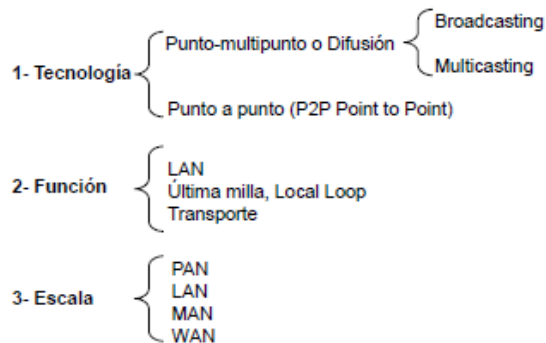 Broadcasting
Punto-multipunto o Difusión
Multicasting
1- Tecnología
Punto a punto (P2P Point to Point)
LAN
2- Función
Última milla, Local Loop
Transporte
PAN
LAN
3- Escala
MAN
WAN